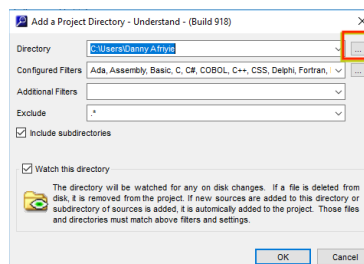 Add a Project Directory - Understand - (Build 918)
Directory C:\Users\Danny Afriyie ...
Configured Filters Ada, Assembly, Basic, C, C#, COBOL, C++, CSS, Delphi, Fortran, ...
Additional Filters
Exclude .*
Include subdirectories
Watch this directory
The directory will be watched for any on disk changes. If a file is deleted from
disk, it is removed from the project. If new sources are added to this directory or
subdirectory of sources is added, it is automically added to the project. Those files
and directories must match above filters and settings.
OK Cancel